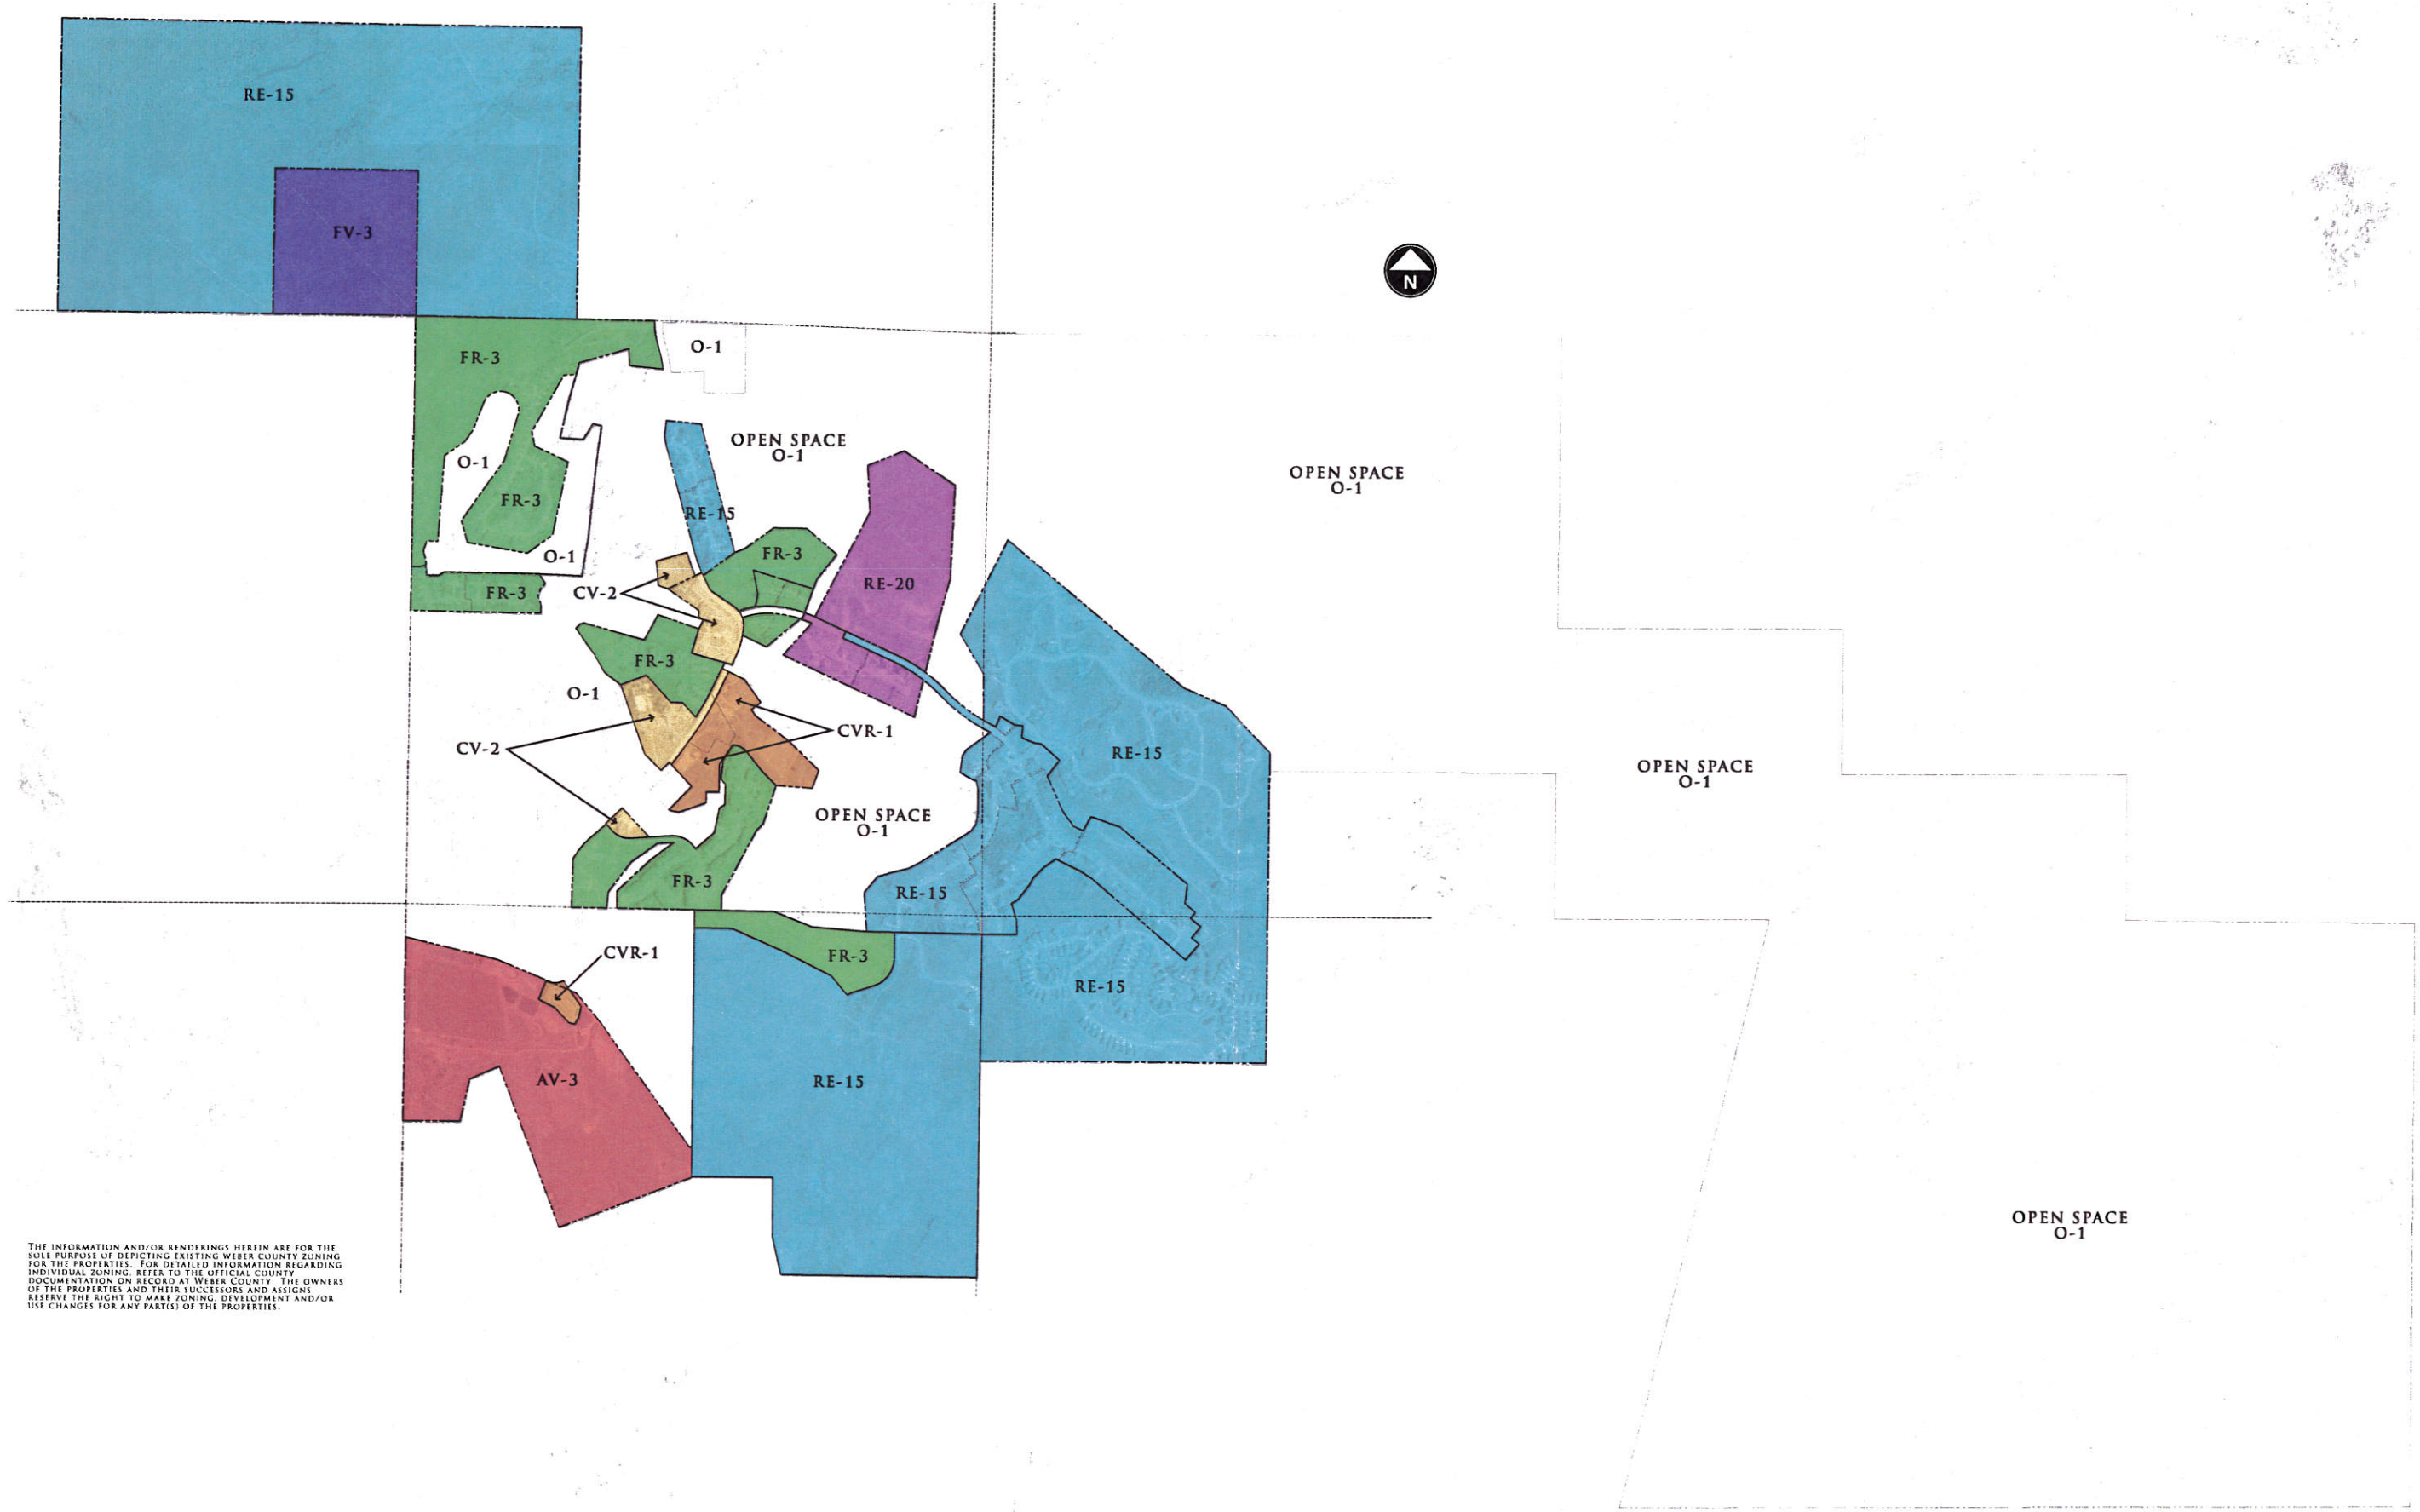 RE-15
FV-3
N
FR-3
O-1
OPEN SPACE
O-1
O-1
FR-3
RE-15
OPEN SPACE
O-1
O-1
FR-3
RE-20
FR-3
CV-2
FR-3
O-1
CVR-1
CV-2
RE-15
OPEN SPACE
O-1
OPEN SPACE
O-1
FR-3
RE-15
CVR-1
FR-3
RE-15
AV-3
RE-15
OPEN SPACE
O-1
THE INFORMATION AND/OR RENDERINGS HEREIN ARE FOR THE
SOLE PURPOSE OF DEPICTING EXISTING WEBER COUNTY ZONING
FOR THE PROPERTIES. FOR DETAILED INFORMATION REGARDING
INDIVIDUAL ZONING, REFER TO THE OFFICIAL COUNTY
DOCUMENTATION ON RECORD AT WEBER COUNTY. THE OWNERS
OF THE PROPERTIES AND THEIR SUCCESSORS AND ASSIGNS
RESERVE THE RIGHT TO MAKE ZONING, DEVELOPMENT AND/OR
USE CHANGES FOR ANY PART(S) OF THE PROPERTIES.